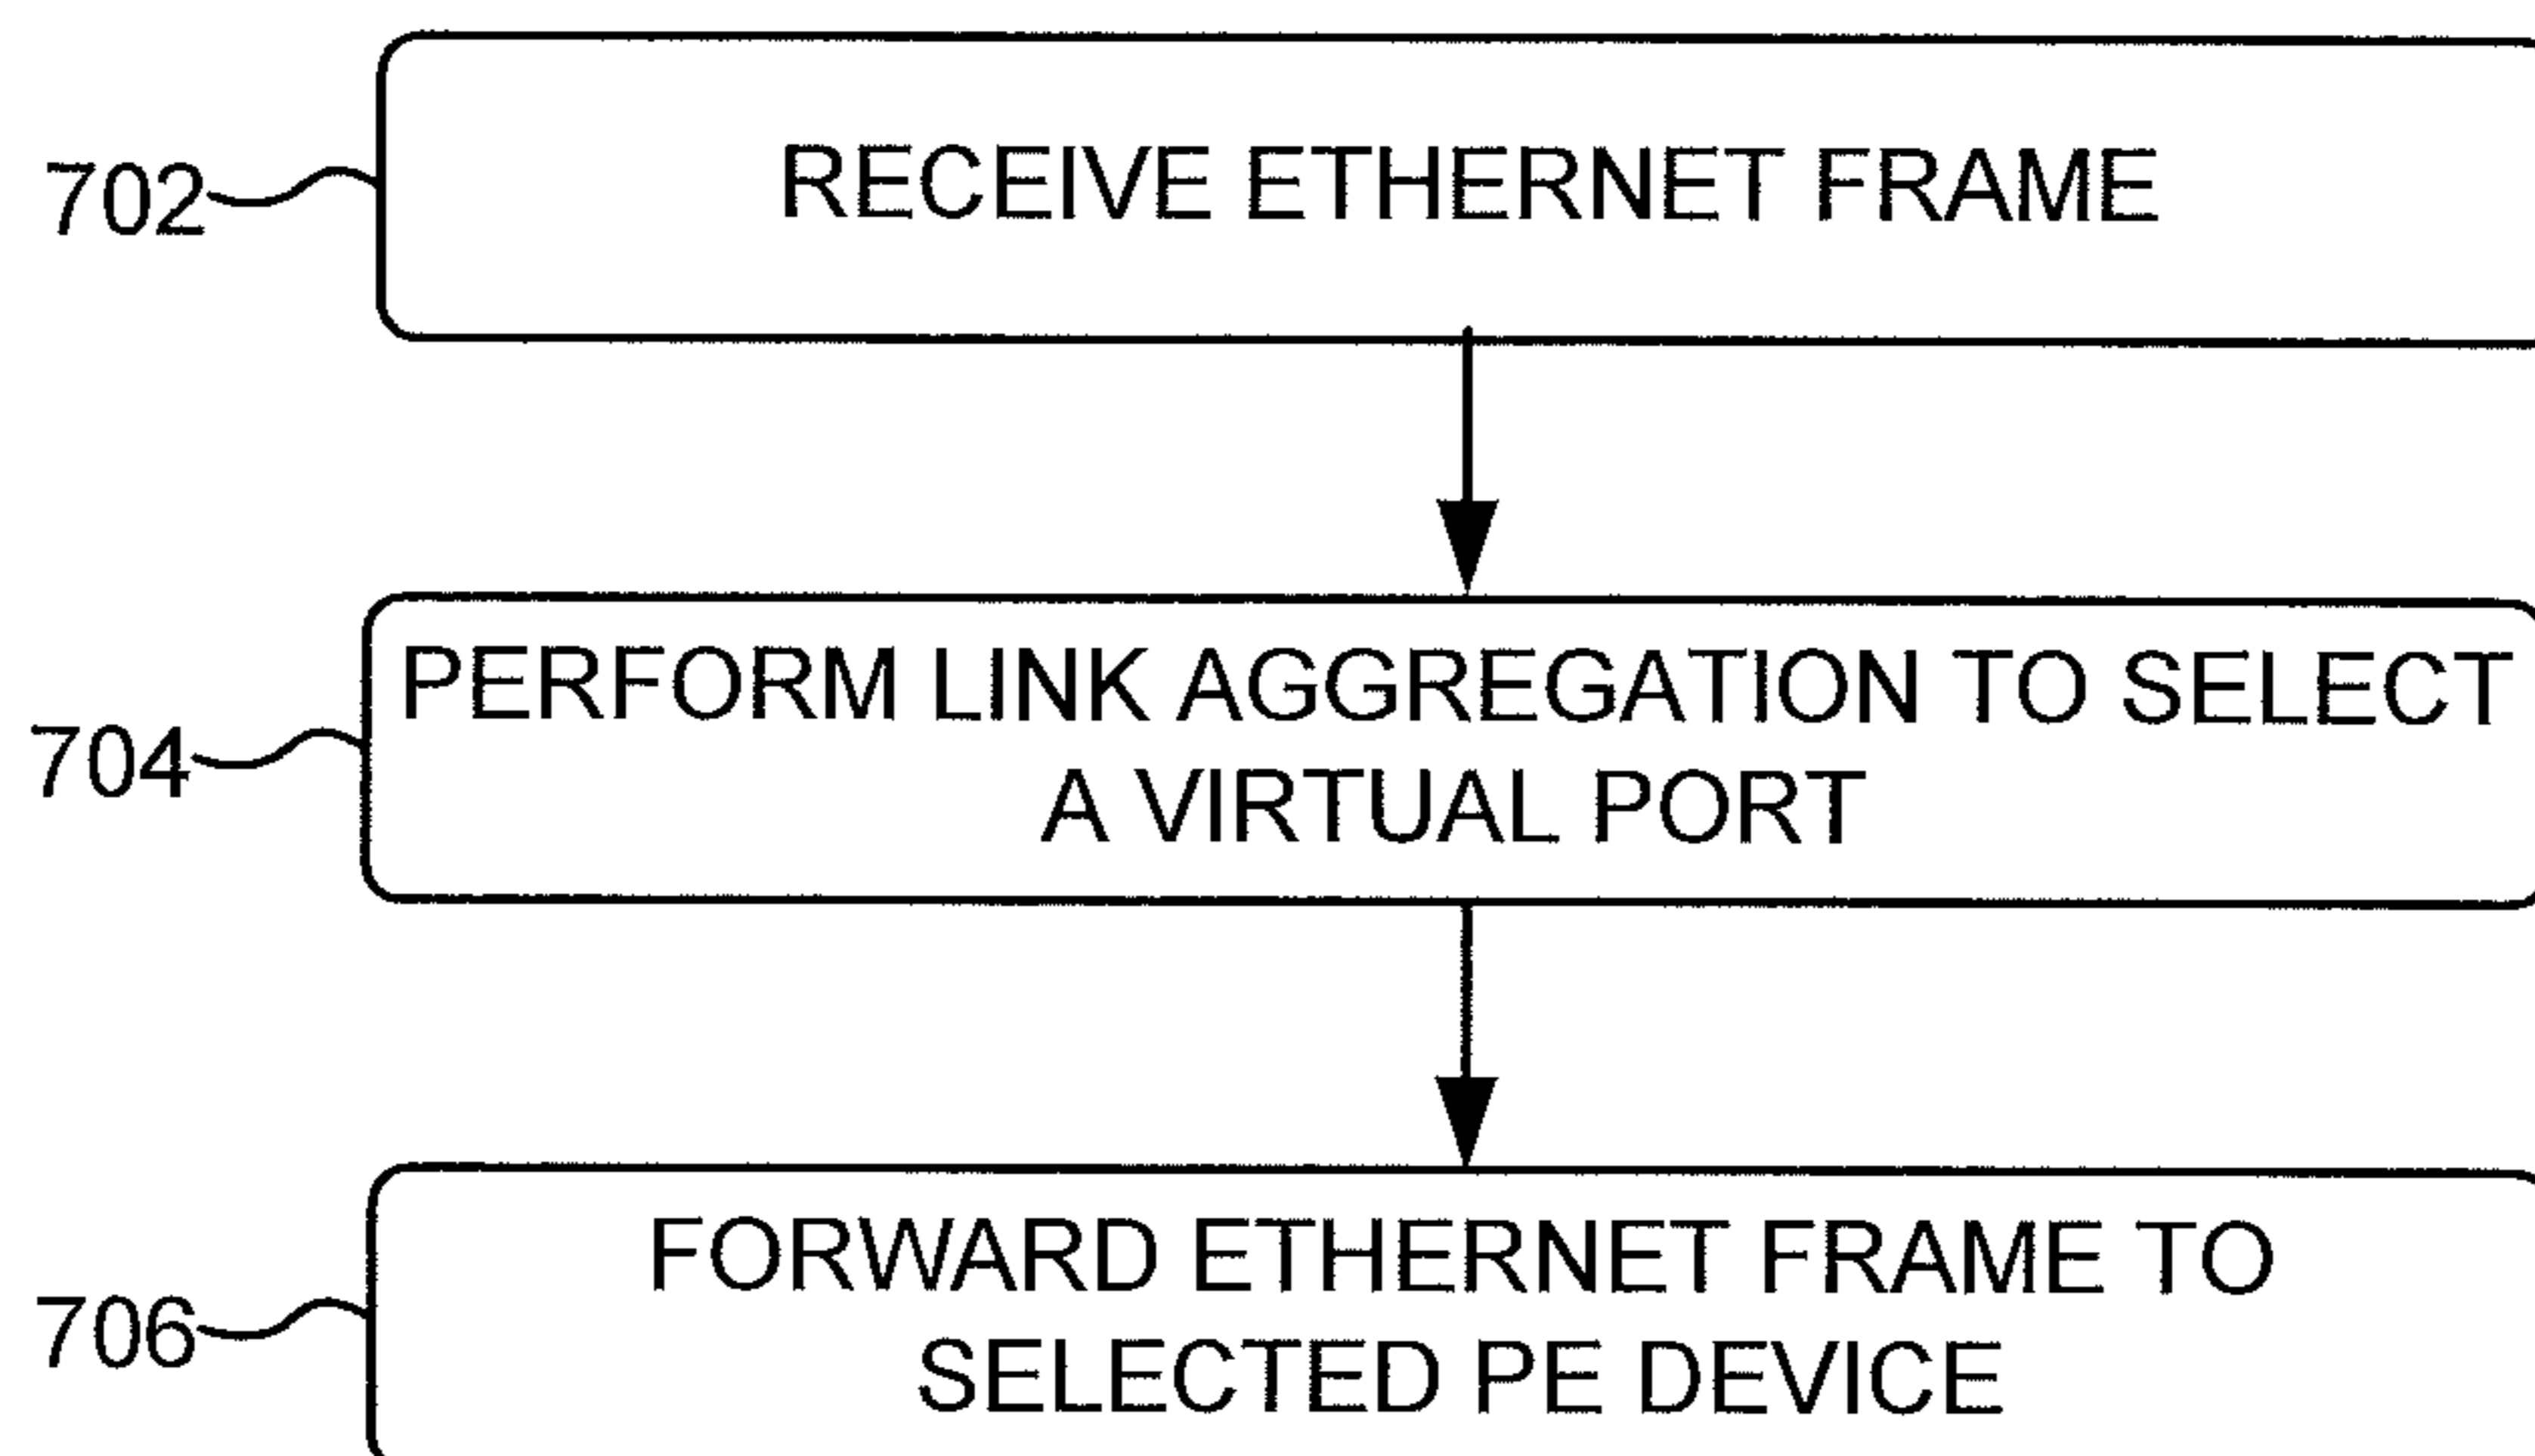 702
RECEIVE ETHERNET FRAME
704
PERFORM LINK AGGREGATION TO SELECT
A VIRTUAL PORT
706
FORWARD ETHERNET FRAME TO
SELECTED PE DEVICE